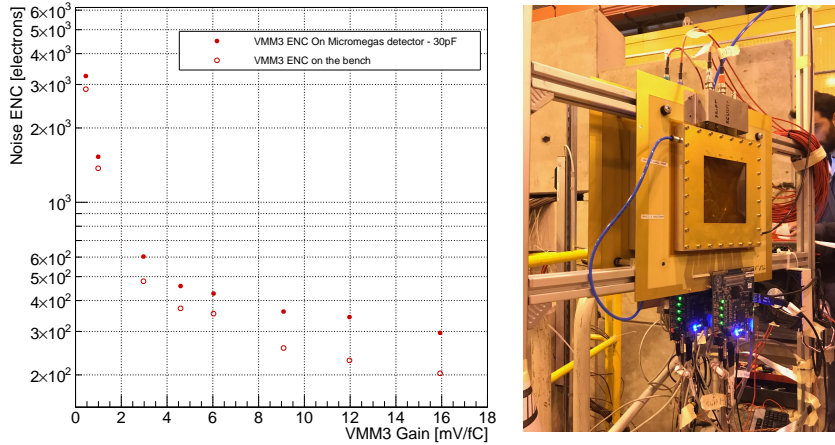 Noise ENC [electrons]
6×10³
5×10³
VMM3 ENC On Micromegas detector - 30pF
VMM3 ENC on the bench
3×10³
2×10³
10³
6×10²
5×10²
4×10²
3×10²
2×10²
0 2 4 6 8 10 12 14 16 18
VMM3 Gain [mV/fC]